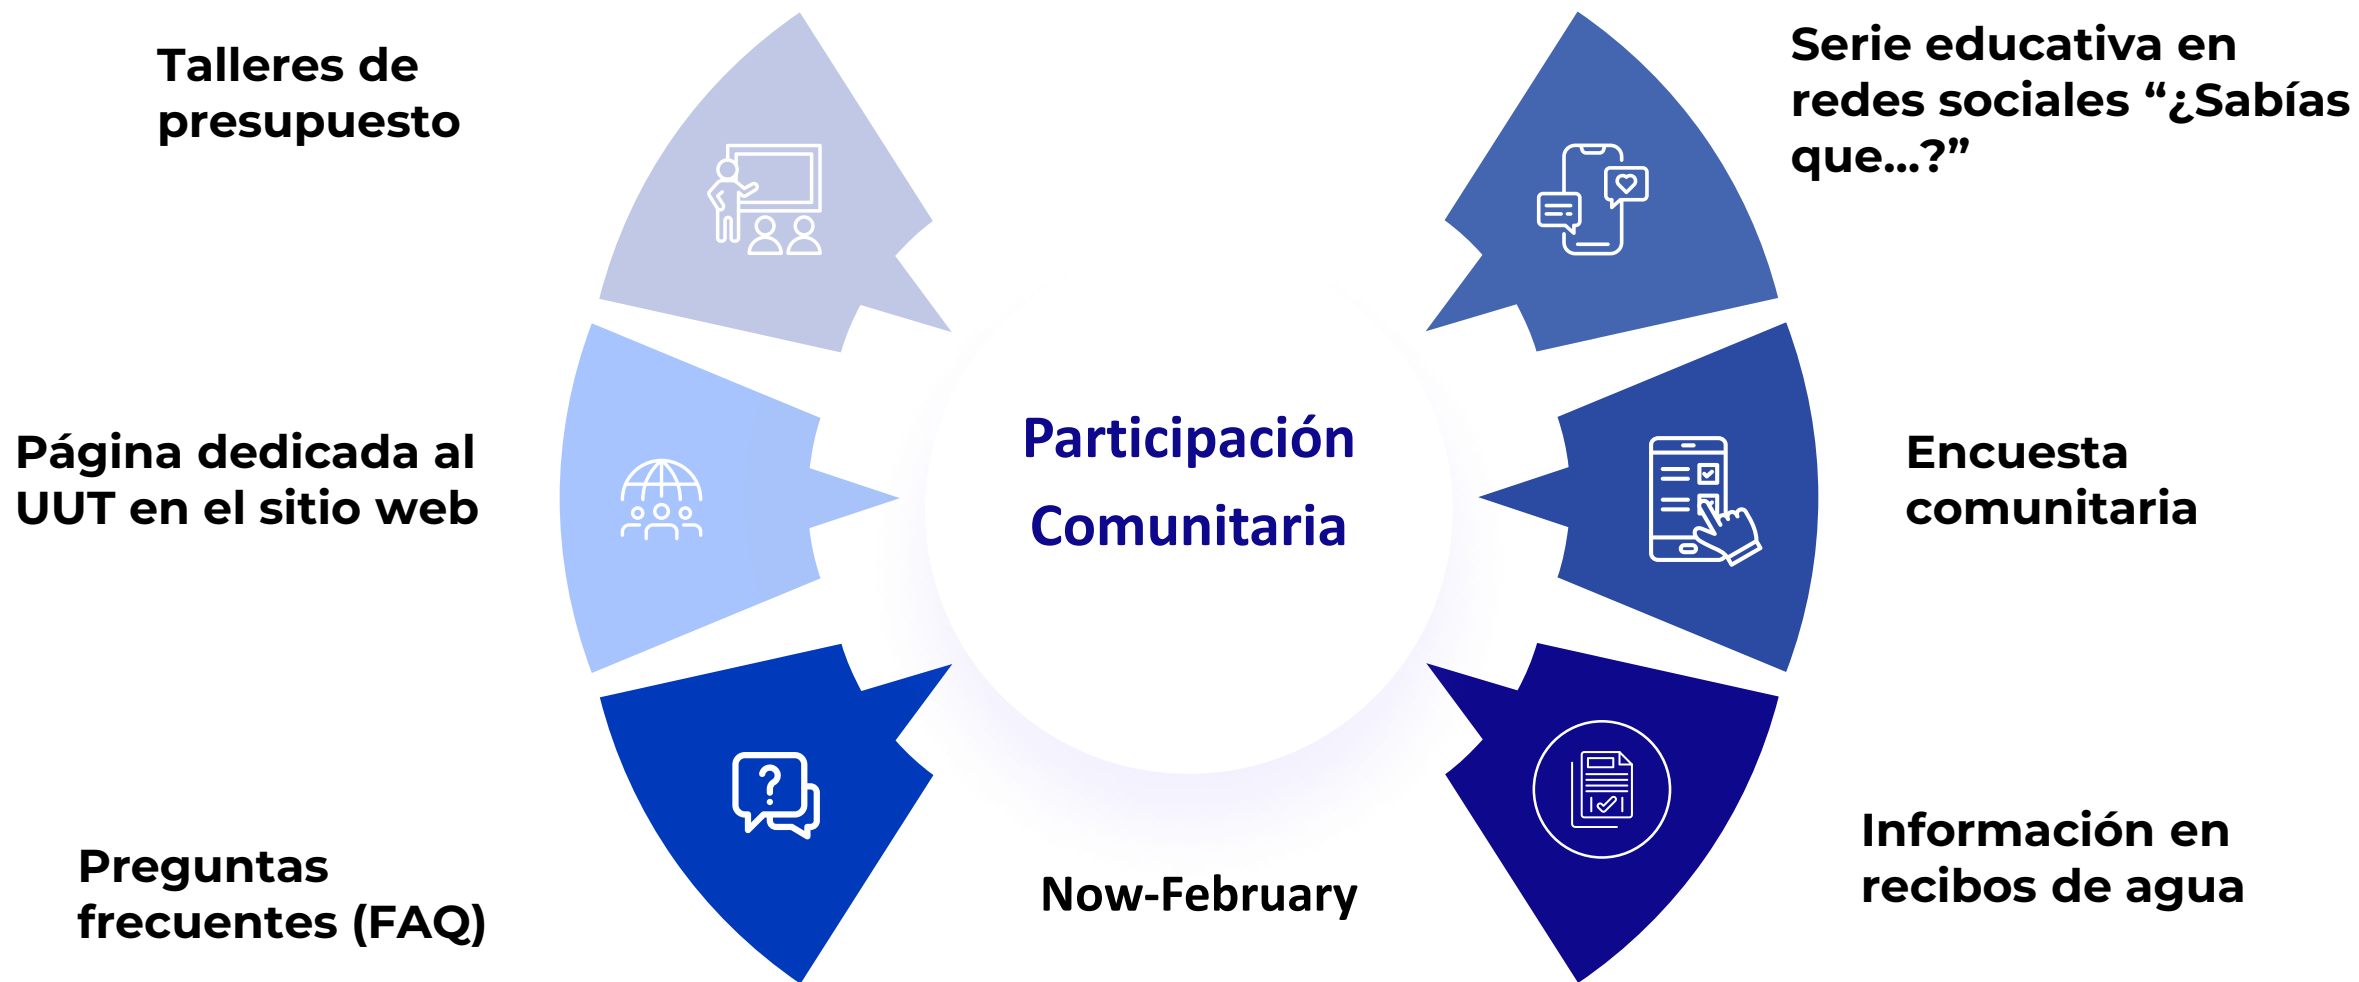 Talleres de
presupuesto
Página dedicada al
UUT en el sitio web
Preguntas
frecuentes (FAQ)
Participación
Comunitaria
Now-February
Serie educativa en
redes sociales “¿Sabías
que...?”
Encuesta
comunitaria
Información en
recibos de agua